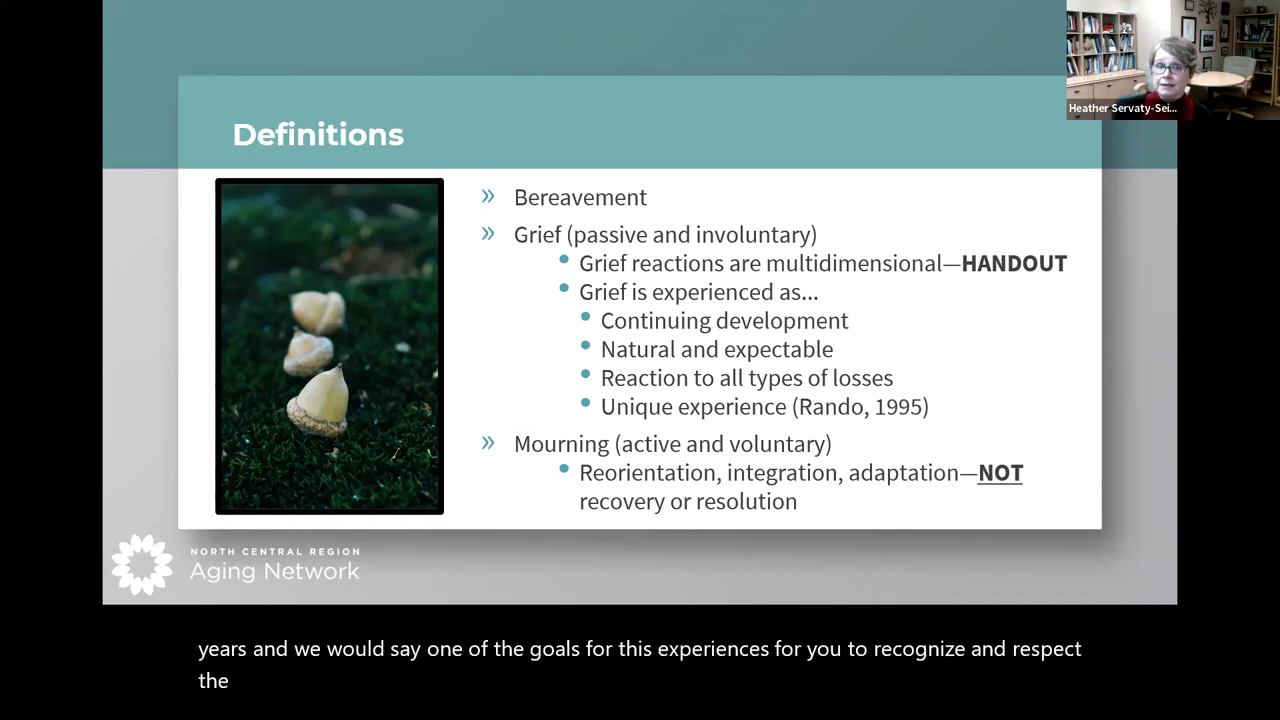 Heather Servaty-Sei...
Definitions
» Bereavement
» Grief (passive and involuntary)
• Grief reactions are multidimensional—HANDOUT
• Grief is experienced as...
• Continuing development
• Natural and expectable
• Reaction to all types of losses
• Unique experience (Rando, 1995)
» Mourning (active and voluntary)
• Reorientation, integration, adaptation—NOT
recovery or resolution
NORTH CENTRAL REGION
Aging Network
years and we would say one of the goals for this experiences for you to recognize and respect
the